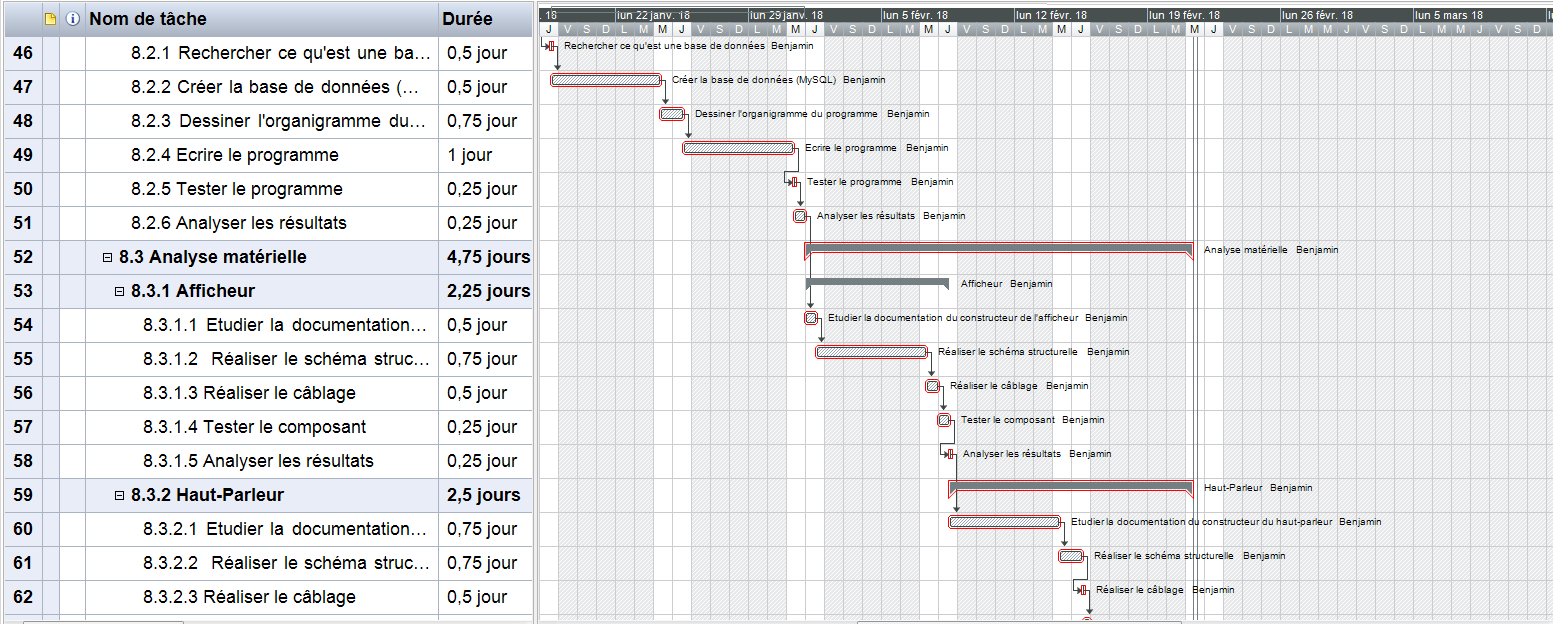 Nom de tâche Durée
46 8.2.1 Rechercher ce qu'est une ba... 0,5 jour
47 8.2.2 Créer la base de données (... 0,5 jour
48 8.2.3 Dessiner l'organigramme du... 0,75 jour
49 8.2.4 Ecrire le programme 1 jour
50 8.2.5 Tester le programme 0,25 jour
51 8.2.6 Analyser les résultats 0,25 jour
52 8.3 Analyse matérielle 4,75 jours
53 8.3.1 Afficheur 2,25 jours
54 8.3.1.1 Etudier la documentation... 0,5 jour
55 8.3.1.2 Réaliser le schéma struc... 0,75 jour
56 8.3.1.3 Réaliser le câblage 0,5 jour
57 8.3.1.4 Tester le composant 0,25 jour
58 8.3.1.5 Analyser les résultats 0,25 jour
59 8.3.2 Haut-Parleur 2,5 jours
60 8.3.2.1 Etudier la documentation... 0,75 jour
61 8.3.2.2 Réaliser le schéma struc... 0,75 jour
62 8.3.2.3 Réaliser le câblage 0,5 jour
. 18 lun 22 janv. 18 lun 29 janv. 18 lun 5 févr. 18 lun 12 févr. 18 lun 19 févr. 18 lun 26 févr. 18 lun 5 mars 18
J V S D L M M J V S D L M M J V S D L M M J V S D L M M J V S D L M M J V S D L M M J V S D L M M J V S D
Rechercher ce qu'est une base de données Benjamin
Créer la base de données (MySQL) Benjamin
Dessiner l'organigramme du programme Benjamin
Ecrire le programme Benjamin
Tester le programme Benjamin
Analyser les résultats Benjamin
Analyse matérielle Benjamin
Afficheur Benjamin
Etudier la documentation du constructeur de l'afficheur Benjamin
Réaliser le schéma structurelle Benjamin
Réaliser le câblage Benjamin
Tester le composant Benjamin
Analyser les résultats Benjamin
Haut-Parleur Benjamin
Etudier la documentation du constructeur du haut-parleur Benjamin
Réaliser le schéma structurelle Benjamin
Réaliser le câblage Benjamin